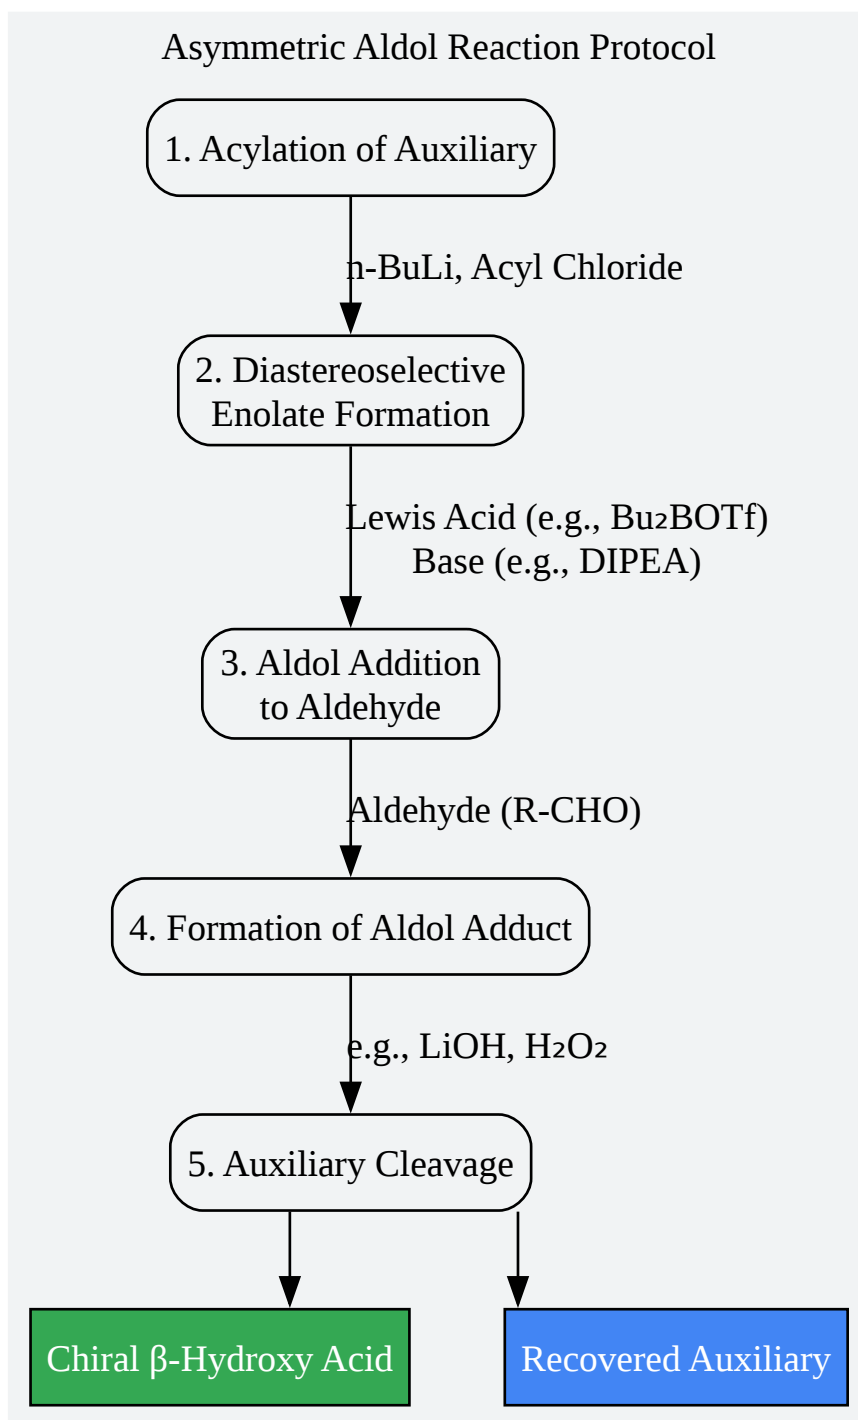 Asymmetric Aldol Reaction Protocol
1. Acylation of Auxiliary
n-BuLi, Acyl Chloride
2. Diastereoselective
Enolate Formation
Lewis Acid (e.g., Bu₂BOTf)
Base (e.g., DIPEA)
3. Aldol Addition
to Aldehyde
Aldehyde (R-CHO)
4. Formation of Aldol Adduct
e.g., LiOH, H₂O₂
5. Auxiliary Cleavage
Chiral β-Hydroxy Acid
Recovered Auxiliary